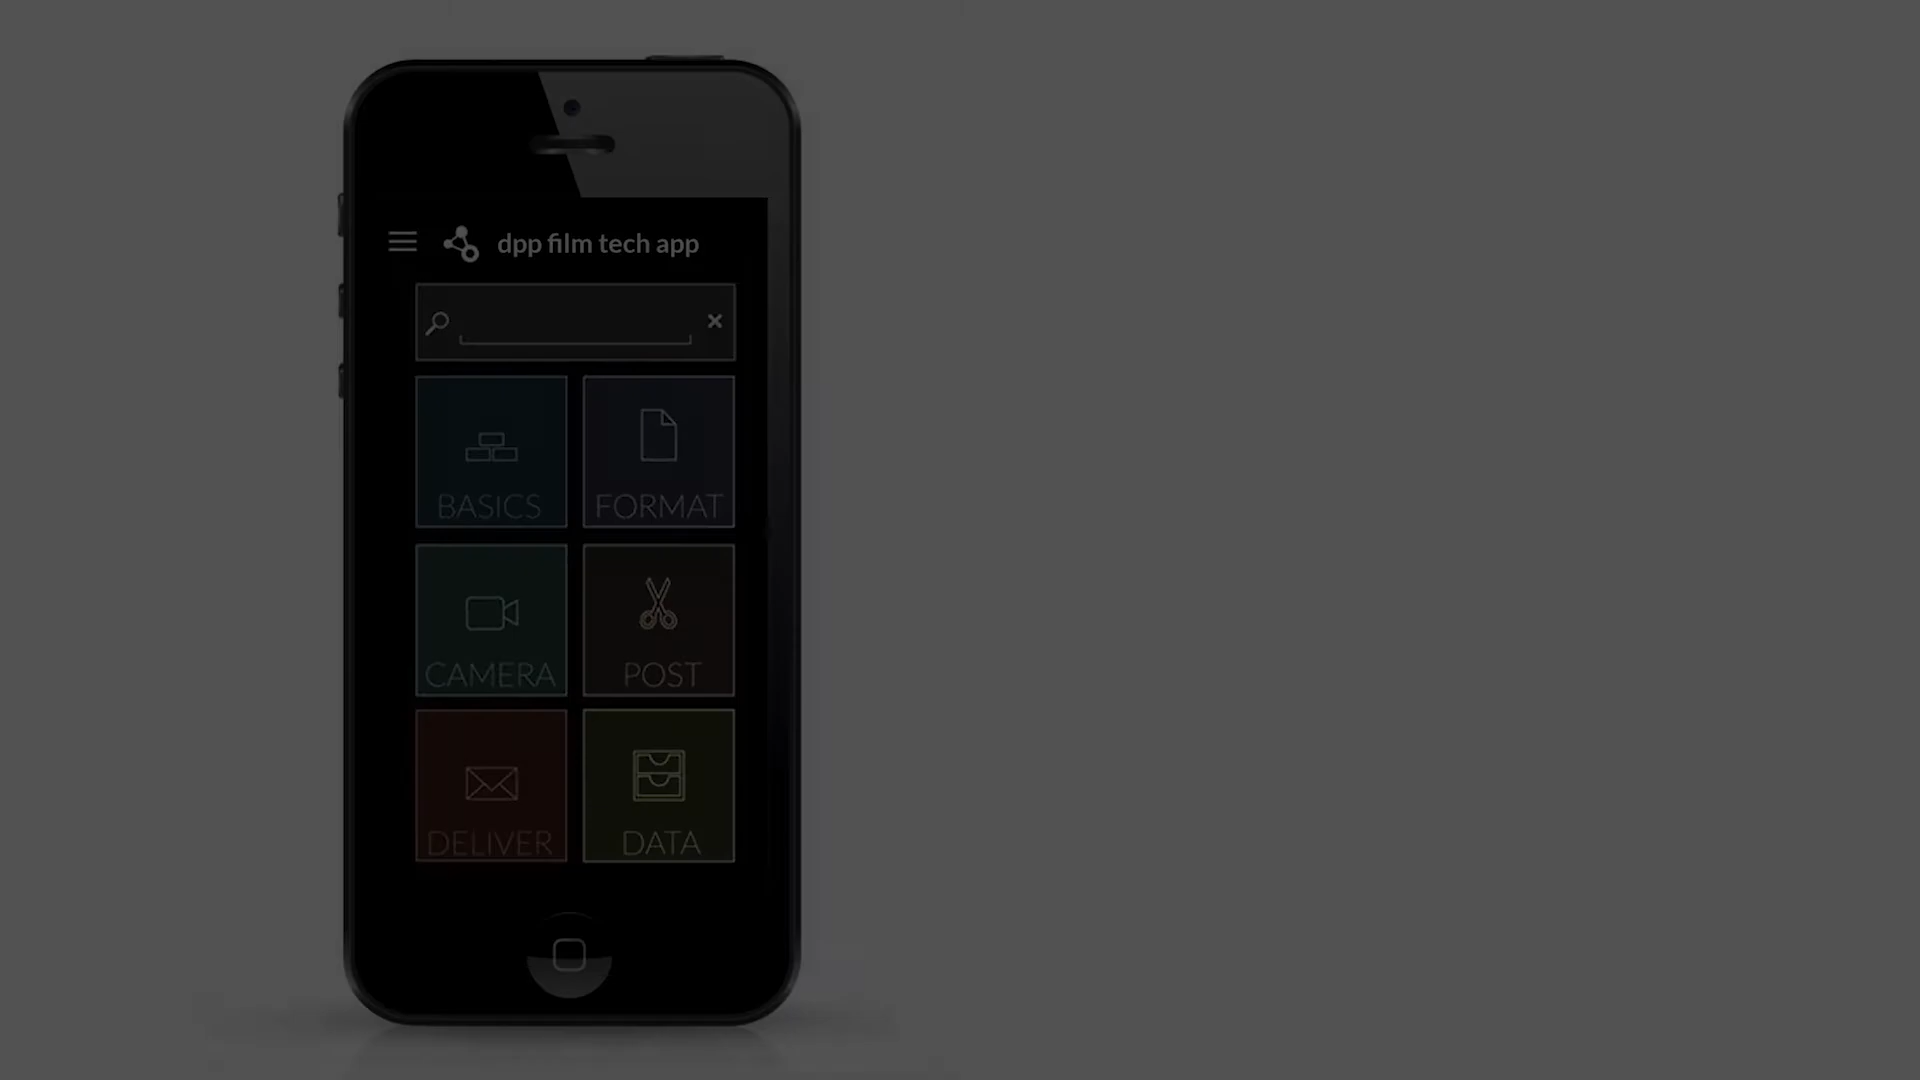 dpp film tech app
BASICS
FORMAT
CAMERA
POST
DELIVER
DATA